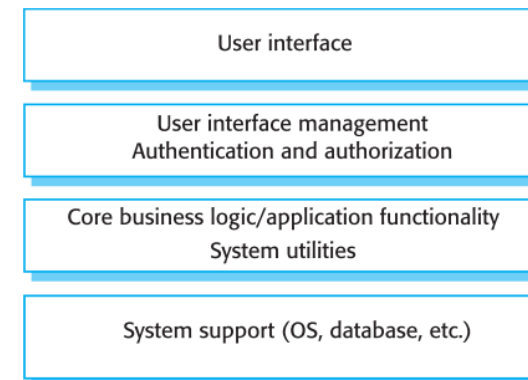 User interface
User interface management
Authentication and authorization
Core business logic/application functionality
System utilities
System support (OS, database, etc.)